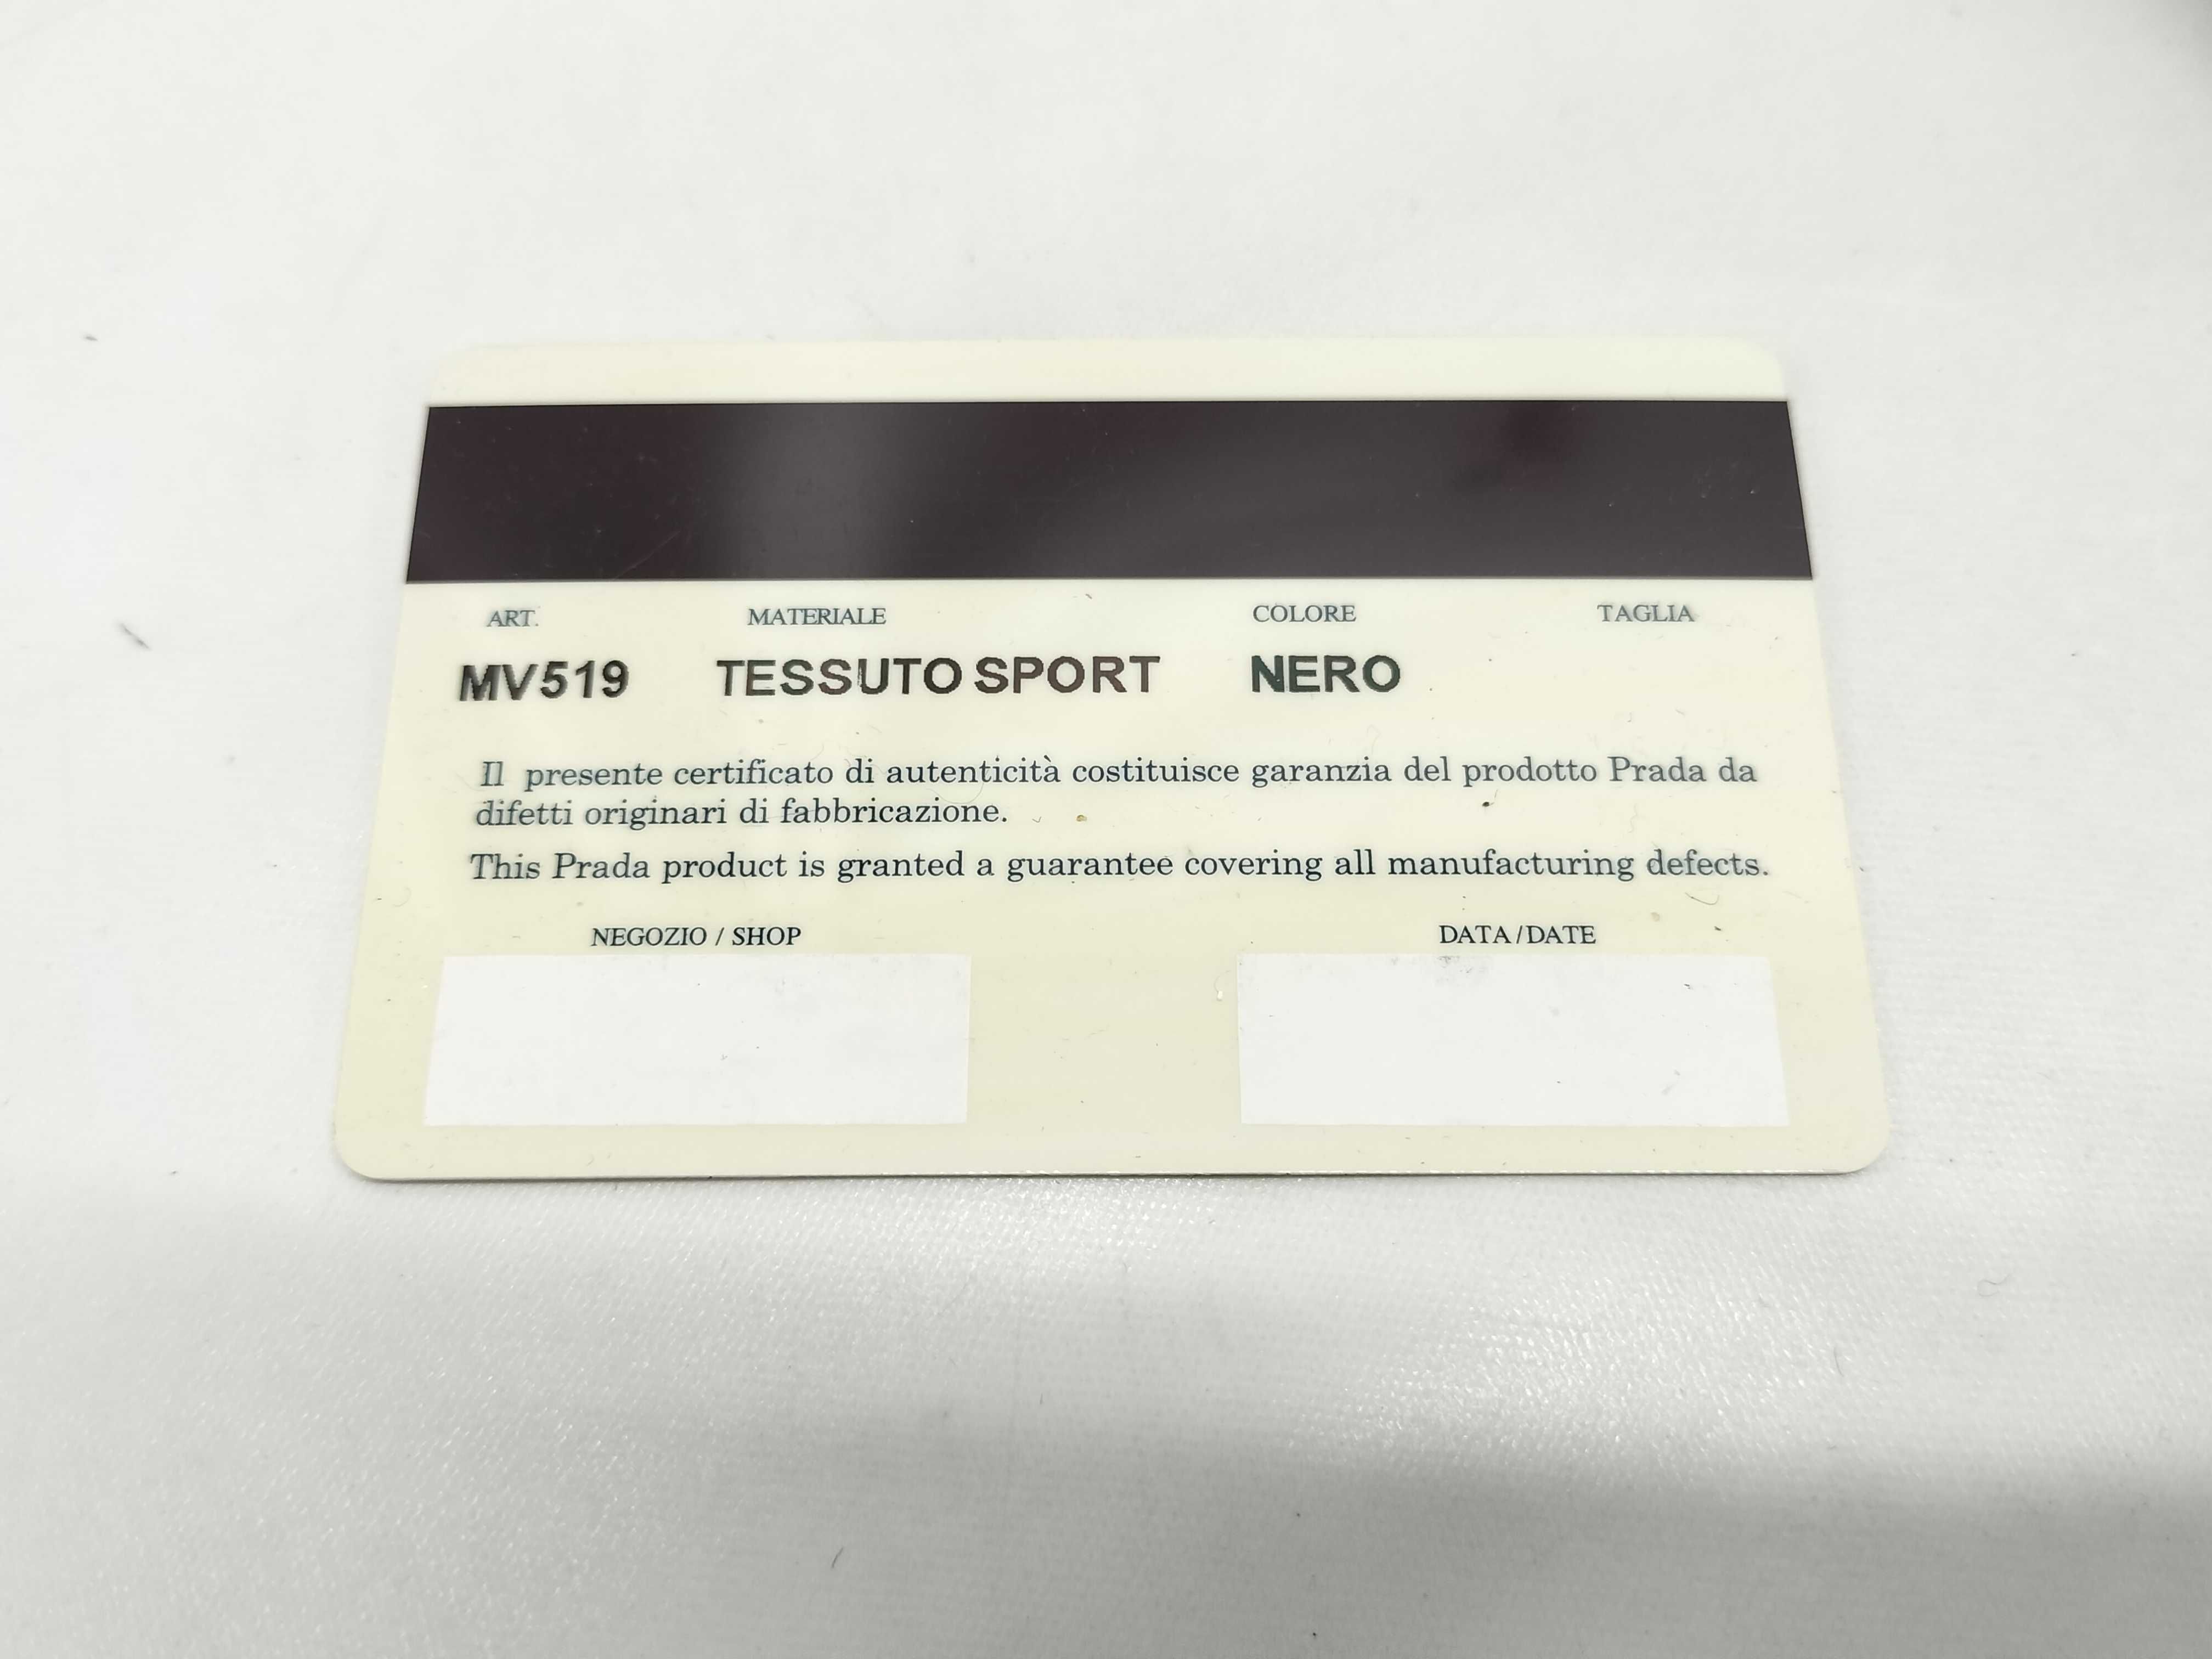 ART. MATERIALE COLORE TAGLIA
MV519 TESSUTO SPORT NERO
Il presente certificato di autenticità costituisce garanzia del prodotto Prada da
difetti originari di fabbricazione.
This Prada product is granted a guarantee covering all manufacturing defects.
NEGOZIO / SHOP DATA/DATE